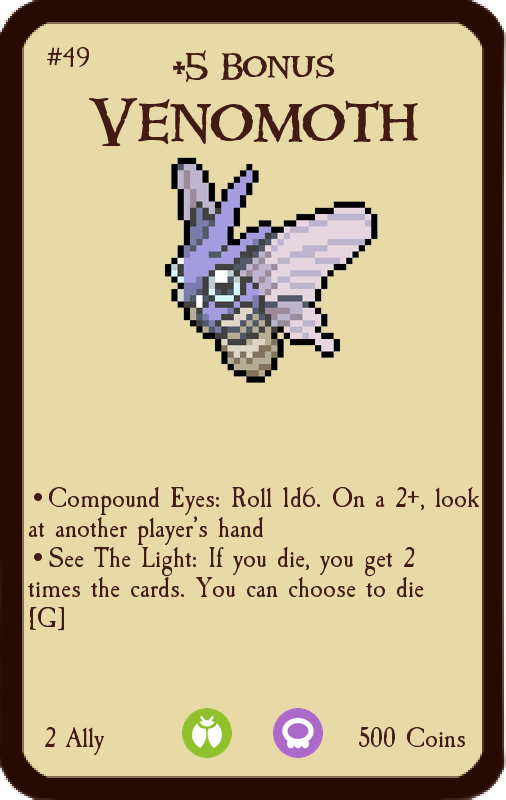 #49
+5 Bonus
Venomoth
•Compound Eyes: Roll 1d6. On a 2+, look
at another player's hand
•See The Light: If you die, you get 2
times the cards. You can choose to die
[G]
2 Ally
500 Coins